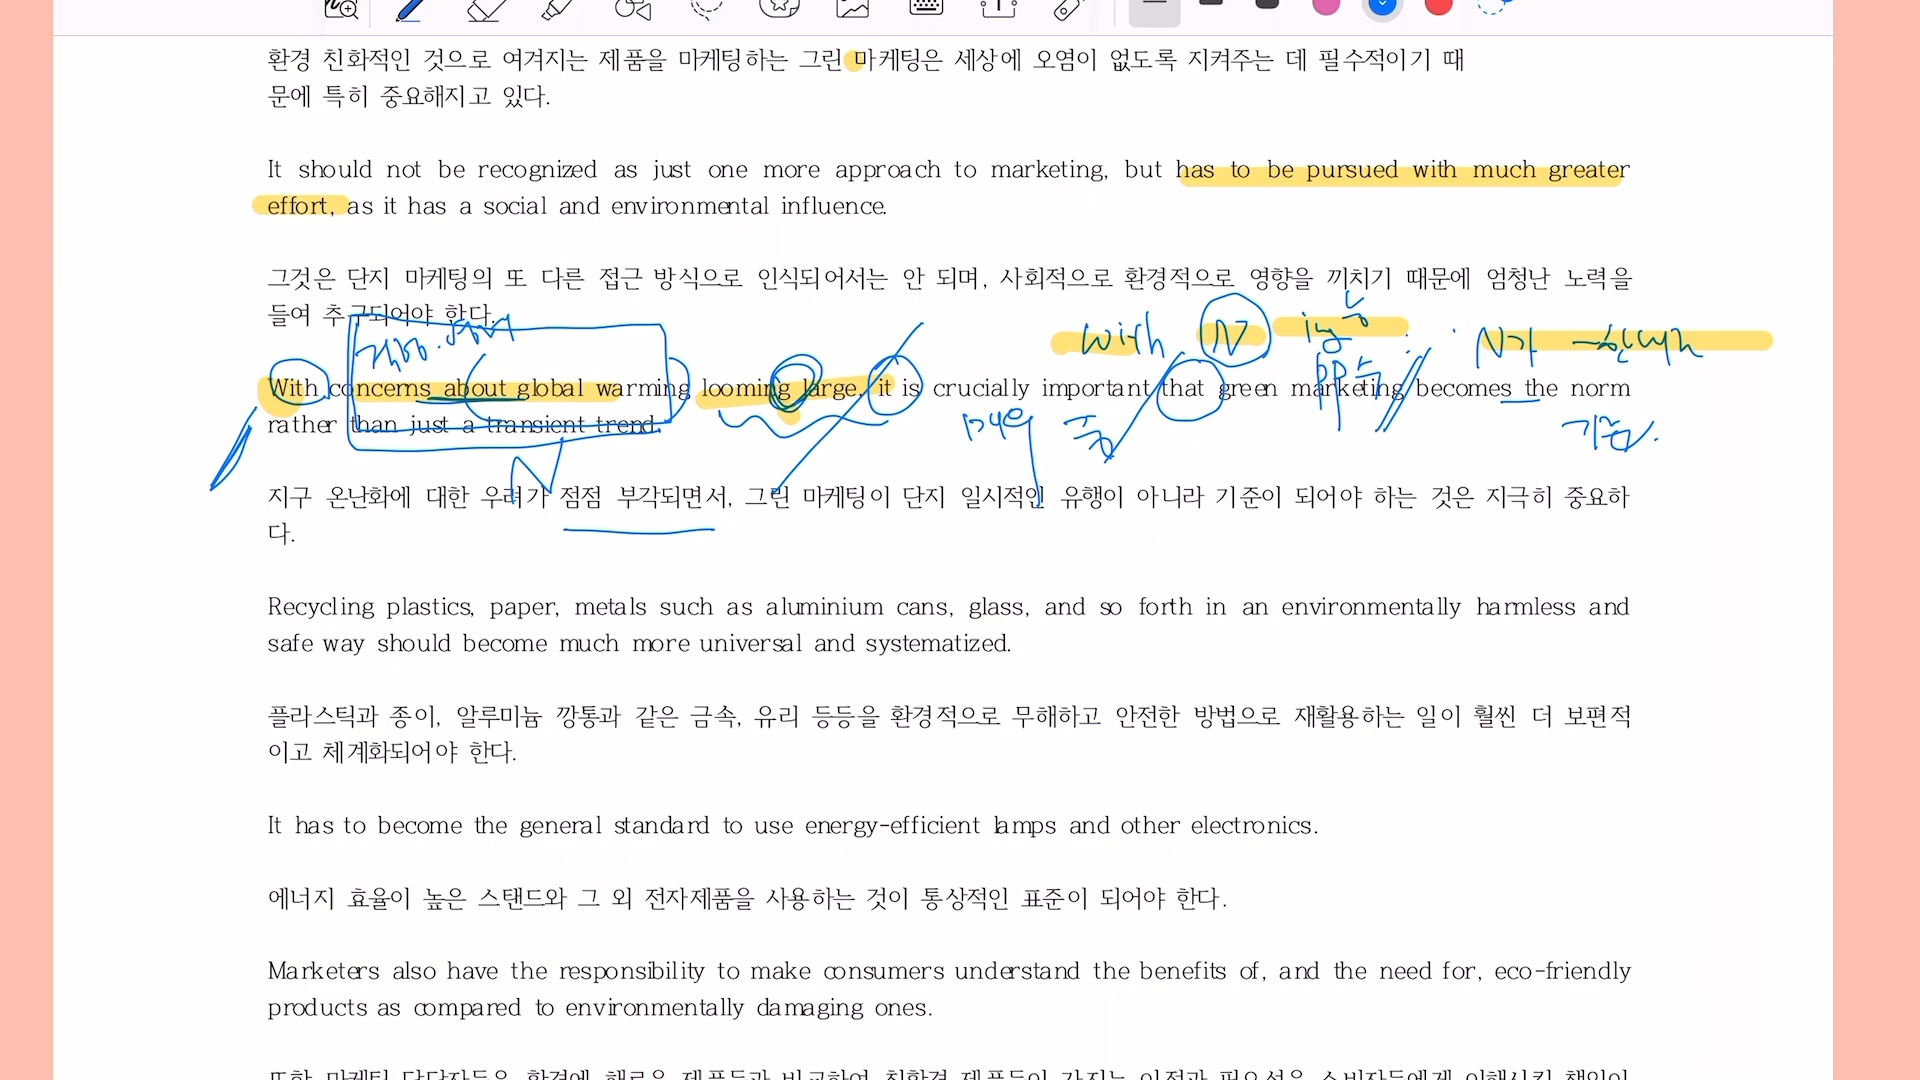 환경 친화적인 것으로 여겨지는 제품을 마케팅하는 그린 마케팅은 세상에 오염이 없도록 지켜주는 데 필수적이기 때
문에 특히 중요해지고 있다.
It should not be recognized as just one more approach to marketing, but has to be pursued with much greater
effort, as it has a social and environmental influence.
그것은 단지 마케팅의 또 다른 접근 방식으로 인식되어서는 안 되며, 사회적으로 환경적으로 영향을 끼치기 때문에 엄청난 노력을
들여 추구되어야 한다.
with N ing
pp
With concerns about global warming looming large, it is crucially important that green marketing becomes the norm
rather than just a transient trend.
기준.
N
지구 온난화에 대한 우려가 점점 부각되면서, 그린 마케팅이 단지 일시적인 유행이 아니라 기준이 되어야 하는 것은 지극히 중요하
다.
Recycling plastics, paper, metals such as aluminium cans, glass, and so forth in an environmentally harmless and
safe way should become much more universal and systematized.
플라스틱과 종이, 알루미늄 깡통과 같은 금속, 유리 등등을 환경적으로 무해하고 안전한 방법으로 재활용하는 일이 훨씬 더 보편적
이고 체계화되어야 한다.
It has to become the general standard to use energy-efficient lamps and other electronics.
에너지 효율이 높은 스탠드와 그 외 전자제품을 사용하는 것이 통상적인 표준이 되어야 한다.
Marketers also have the responsibility to make consumers understand the benefits of, and the need for, eco-friendly
products as compared to environmentally damaging ones.